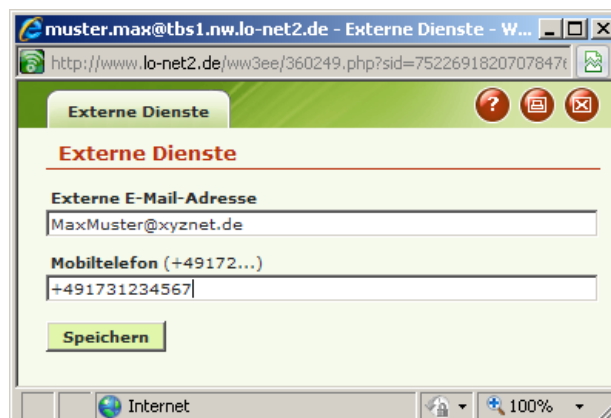 muster.max@tbs1.nw.lo-net2.de - Externe Dienste - W...
http://www.lo-net2.de/ww3ee/360249.php?sid=7522691820707847
Externe Dienste
Externe Dienste
Externe E-Mail-Adresse
MaxMuster@xyznet.de
Mobiltelefon (+49172...)
+491731234567
Speichern
Internet
100%